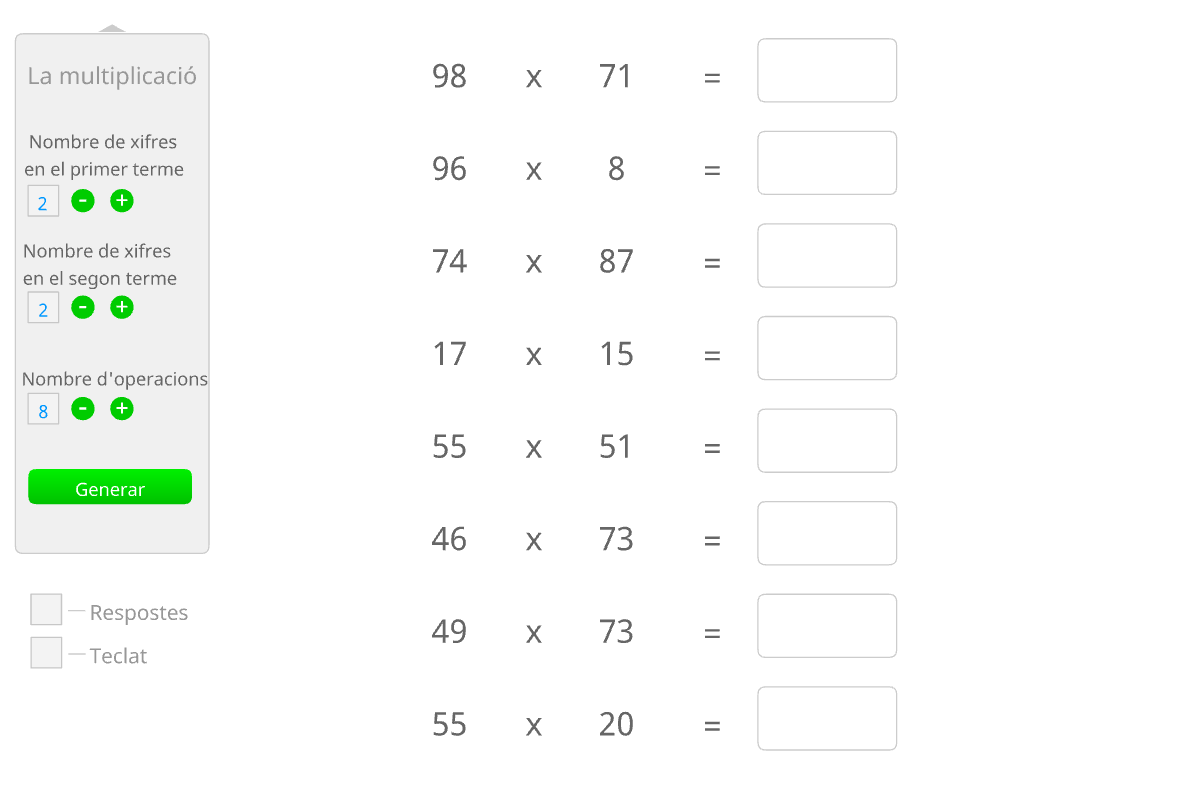 La multiplicació
Nombre de xifres
en el primer terme
2 - +
Nombre de xifres
en el segon terme
2 - +
Nombre d'operacions
8 - +
Generar
Respostes
Teclat
98 x 71 =
96 x 8 =
74 x 87 =
17 x 15 =
55 x 51 =
46 x 73 =
49 x 73 =
55 x 20 =